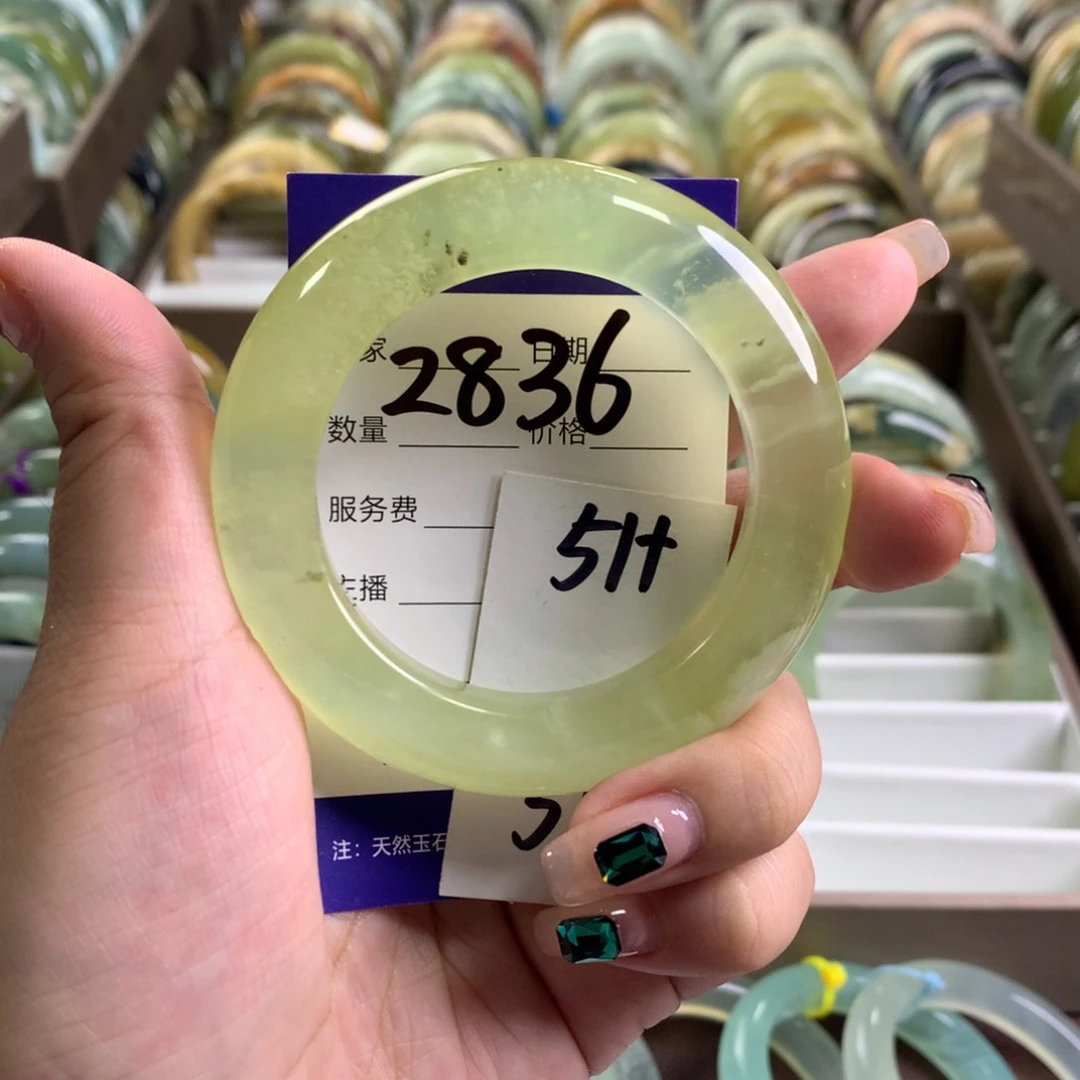 家 2836 日期
数量 价格
服务费
51t
主播
注：天然玉石